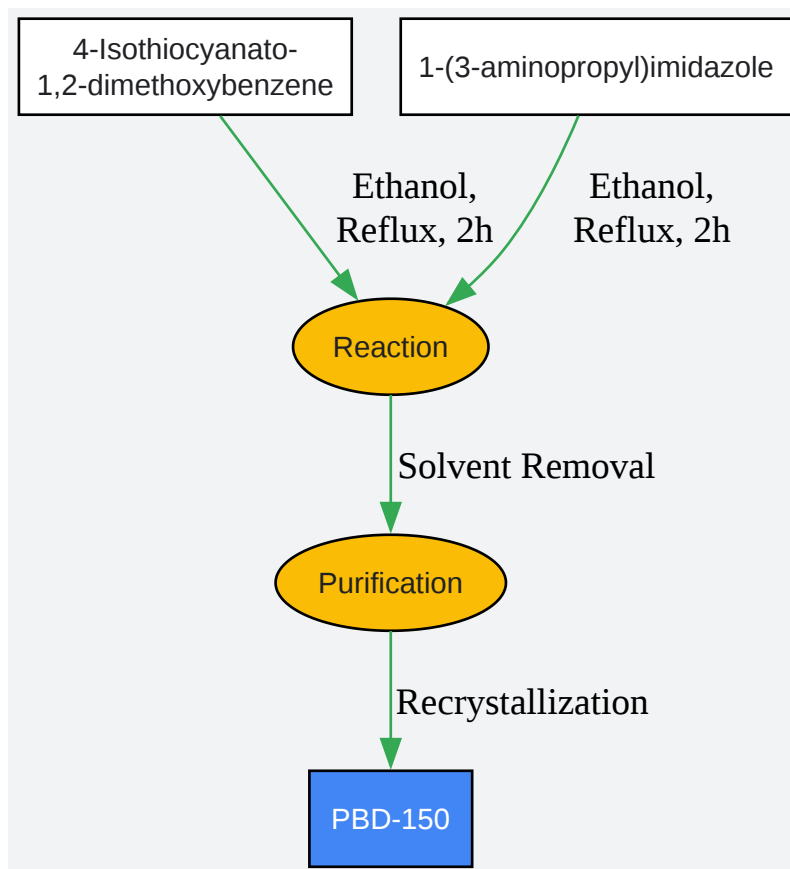 4-Isothiocyanato-
1,2-dimethoxybenzene
1-(3-aminopropyl)imidazole
Ethanol,
Reflux, 2h
Ethanol,
Reflux, 2h
Reaction
Solvent Removal
Purification
Recrystallization
PBD-150